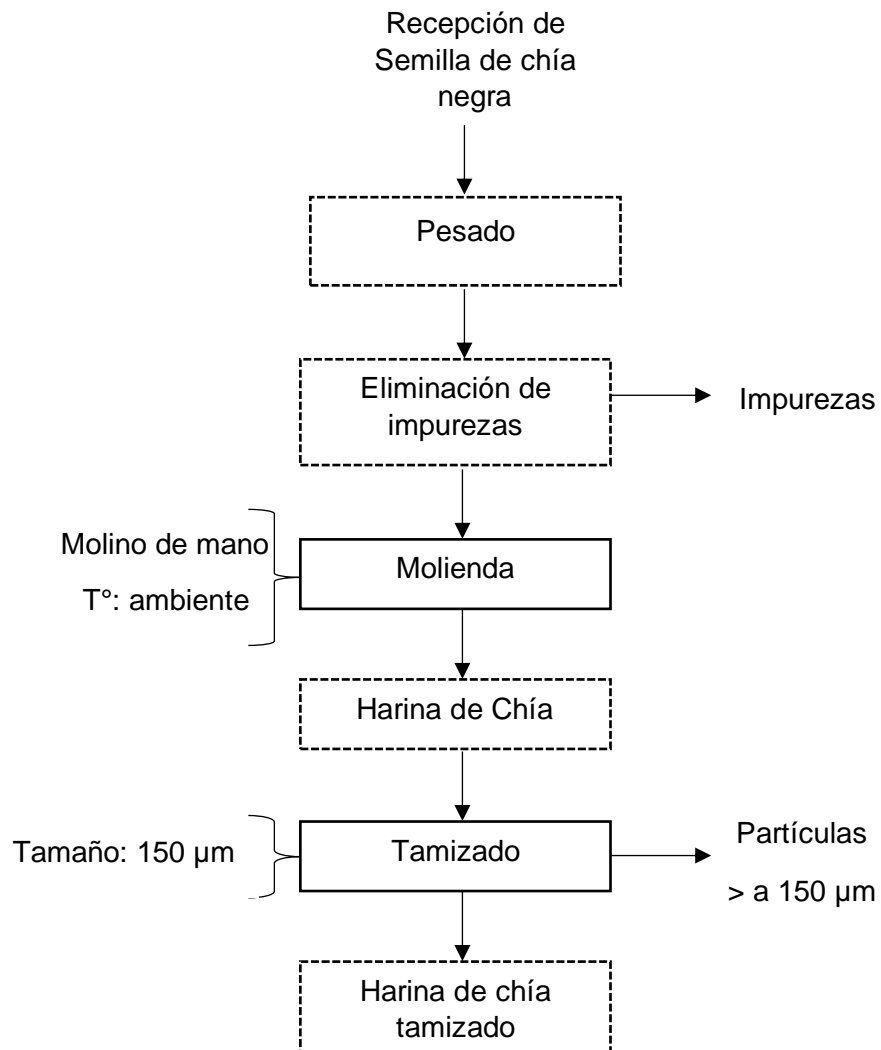 Recepción de
Semilla de chía
negra
Pesado
Eliminación de
impurezas
Impurezas
Molino de mano
T°: ambiente
Molienda
Harina de Chía
Tamaño: 150 µm
Tamizado
Partículas
> a 150 µm
Harina de chía
tamizado